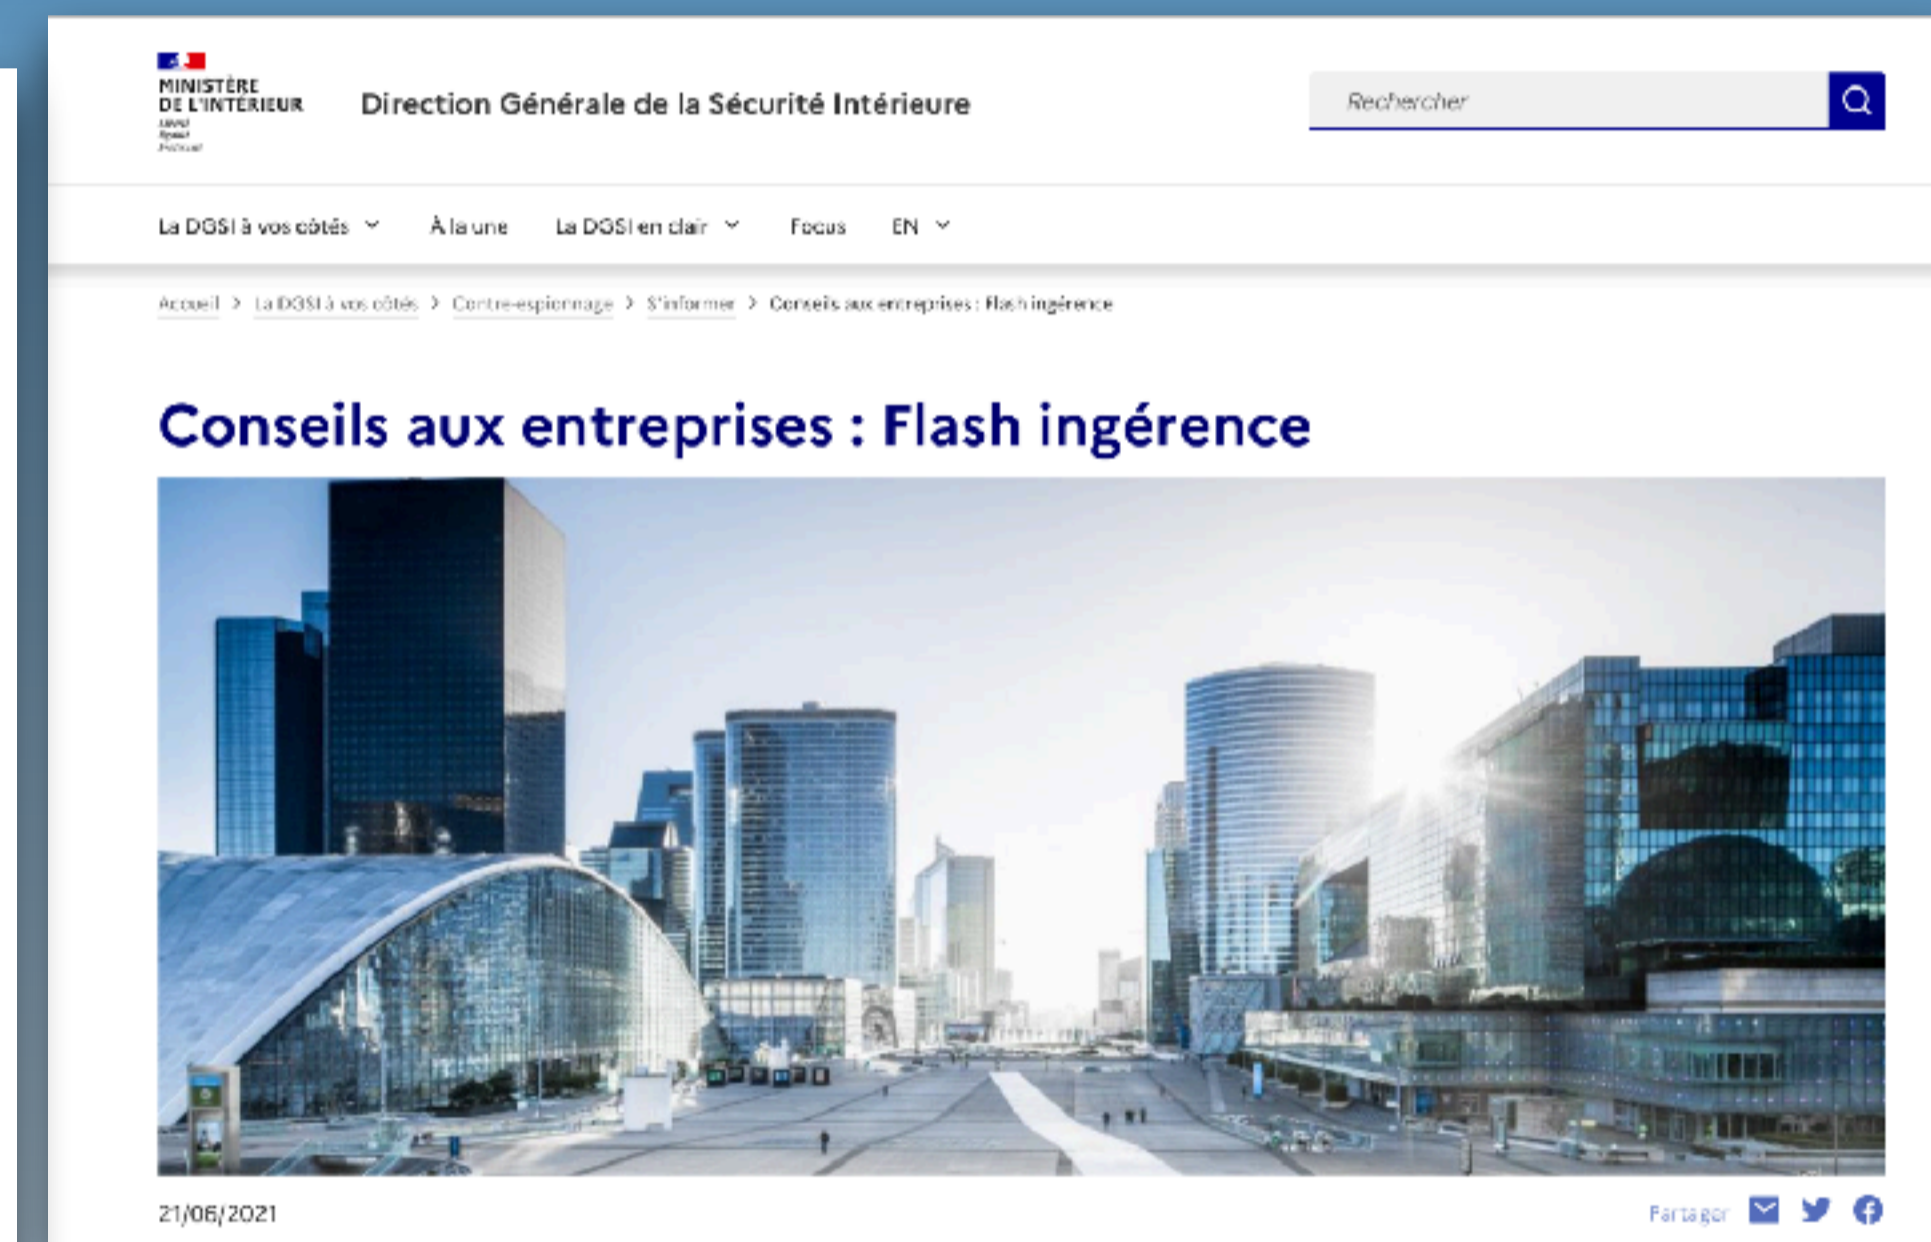 MINISTÈRE
DE L'INTÉRIEUR
Direction Générale de la Sécurité Intérieure
Rechercher
La DGSI à vos côtés À la une La DGSI en clair Focus EN
Accueil > La DGSI à vos côtés > Contre-espionnage > S'informer > Conseils aux entreprises : Flash ingérence
Conseils aux entreprises : Flash ingérence
21/06/2021
Partager